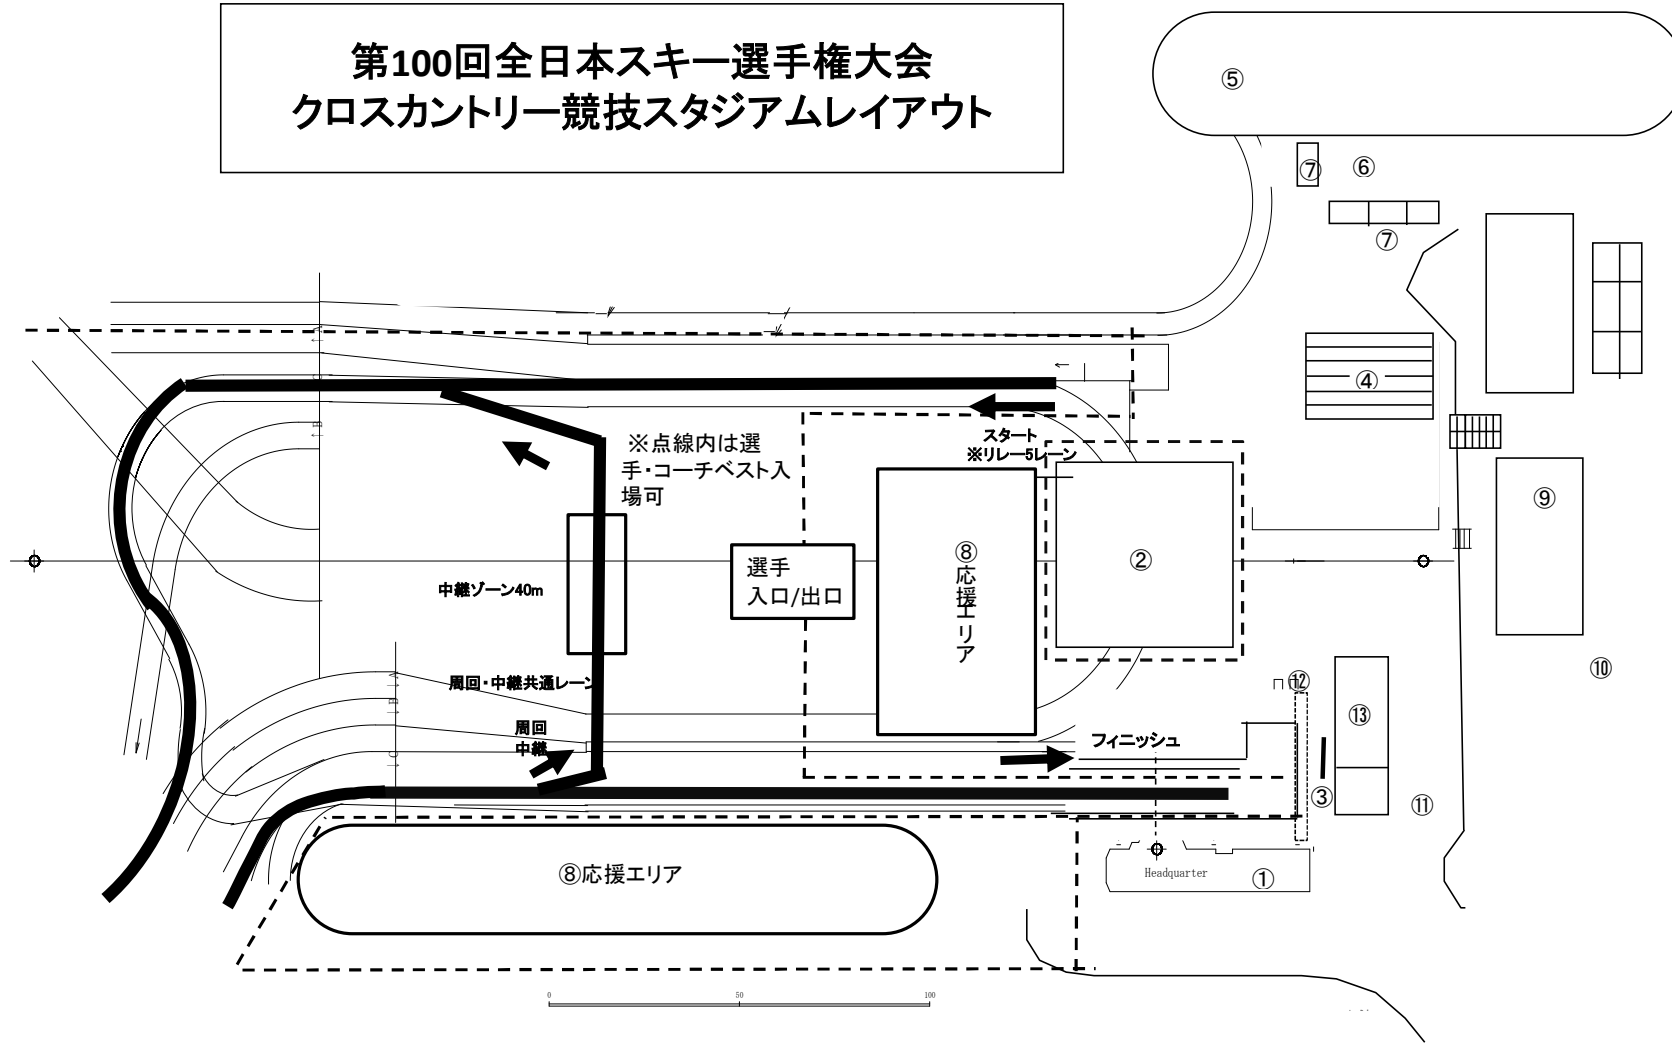 第100回全日本スキー選手権大会
クロスカントリー競技スタジアムレイアウト
⑤
⑦
⑥
⑦
④
スタート
※リレー5レーン
※点線内は選
手・コーチベスト入
場可
⑨
②
⑧応援エリア
選手
入口/出口
中継ゾーン40m
周回・中継共通レーン
⑩
⑫
⑬
周回
中継
フィニッシュ
③
⑪
⑧応援エリア
Headquarter
①
0 50 100